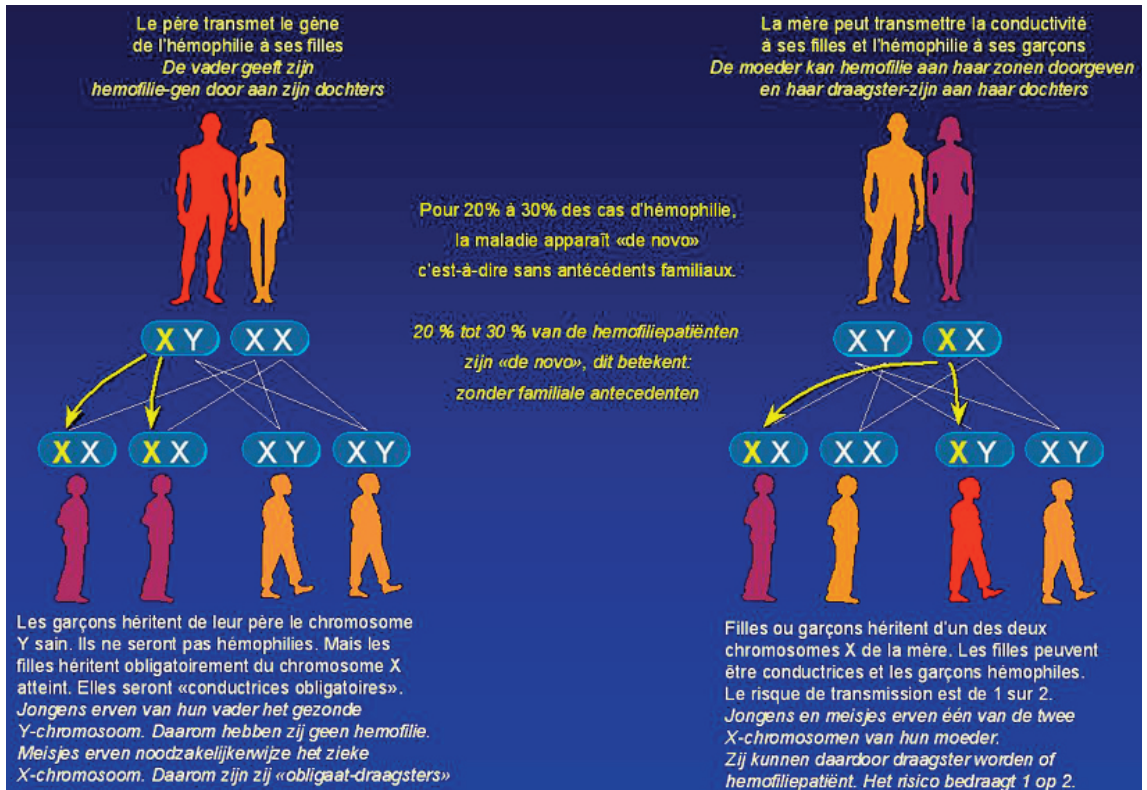 Le père transmet le gène
de l'hémophilie à ses filles
De vader geeft zijn
hemofilie-gen door aan zijn dochters
La mère peut transmettre la conductivité
à ses filles et l'hémophilie à ses garçons
De moeder kan hemofilie aan haar zonen doorgeven
en haar draagster-zijn aan haar dochters
Pour 20% à 30% des cas d'hémophilie,
la maladie apparaît «de novo»
c'est-à-dire sans antécédents familiaux.
20 % tot 30 % van de hemofiliepatiënten
zijn «de novo», dit betekent:
zonder familiale antecedenten
X Y X X
X Y X X
X X X X X Y X Y
X X X X X Y X Y
Les garçons héritent de leur père le chromosome
Y sain. Ils ne seront pas hémophilies. Mais les
filles héritent obligatoirement du chromosome X
atteint. Elles seront «conductrices obligatoires».
Jongens erven van hun vader het gezonde
Y-chromosoom. Daarom hebben zij geen hemofilie.
Meisjes erven noodzakelijkerwijze het zieke
X-chromosoom. Daarom zijn zij «obligaat-draagsters»
Filles ou garçons héritent d'un des deux
chromosomes X de la mère. Les filles peuvent
être conductrices et les garçons hémophiles.
Le risque de transmission est de 1 sur 2.
Jongens en meisjes erven één van de twee
X-chromosomen van hun moeder.
Zij kunnen daardoor draagster worden of
hemofiliepatiënt. Het risico bedraagt 1 op 2.